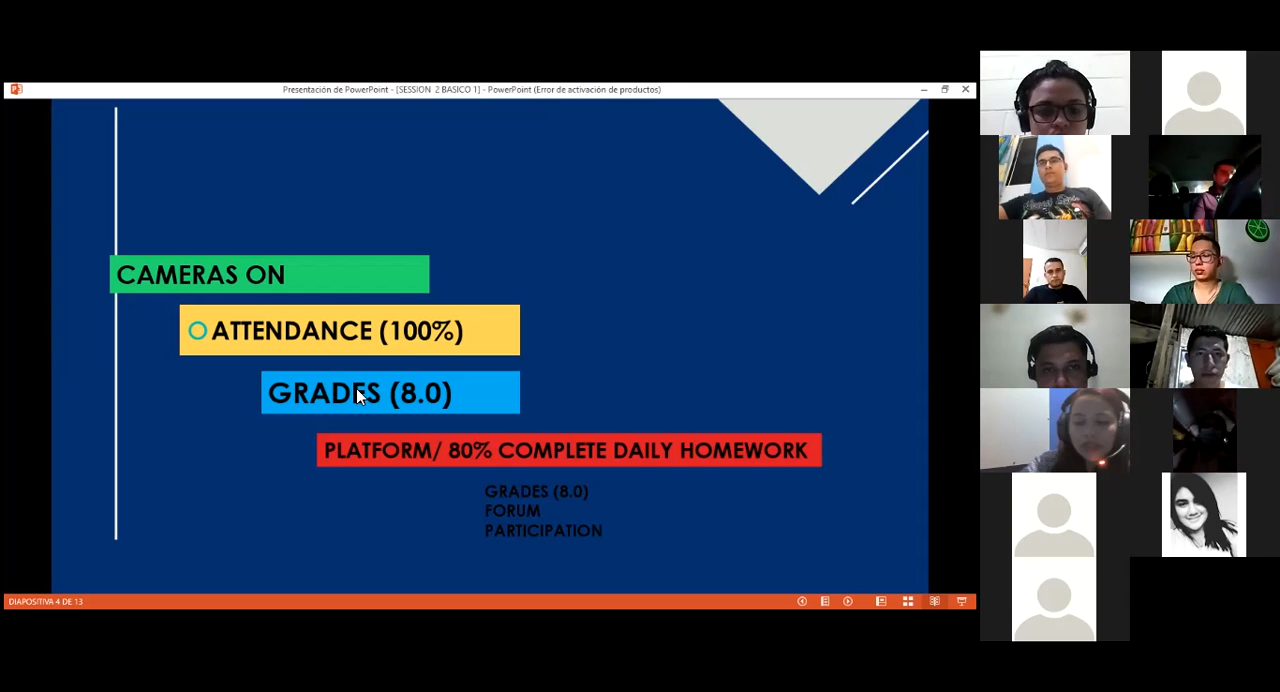 Presentación de PowerPoint - [SESSION 2 BASICO 1] - PowerPoint (Error de activación de productos)
CAMERAS ON
ATTENDANCE (100%)
GRADES (8.0)
PLATFORM/ 80% COMPLETE DAILY HOMEWORK
GRADES (8.0)
FORUM
PARTICIPATION
DIAPOSITIVA 4 DE 13